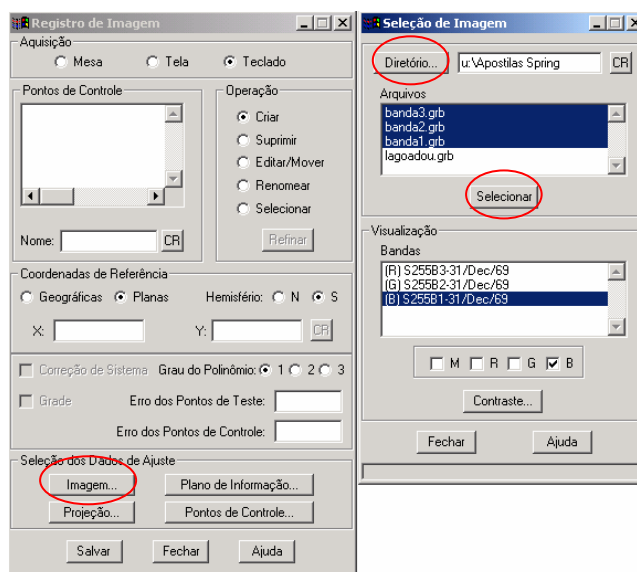 Registro de Imagem
Aquisição
Mesa Tela Teclado
Pontos de Controle
Nome: CR
Operação
Criar
Suprimir
Editar/Mover
Renomear
Selecionar
Refinar
Coordenadas de Referência
Geográficas Planas Hemisfério: N S
X: Y: CR
Correção de Sistema Grau do Polinômio: 1 2 3
Grade Erro dos Pontos de Teste:
Erro dos Pontos de Controle:
Seleção dos Dados de Ajuste
Imagem... Plano de Informação...
Projeção... Pontos de Controle...
Salvar Fechar Ajuda
Seleção de Imagem
Diretório... u:\Apostilas Spring CR
Arquivos
banda3.grb
banda2.grb
banda1.grb
lagoadou.grb
Selecionar
Visualização
Bandas
(R) S255B3-31/Dec/69
(G) S255B2-31/Dec/69
(B) S255B1-31/Dec/69
M R G B
Contraste...
Fechar Ajuda